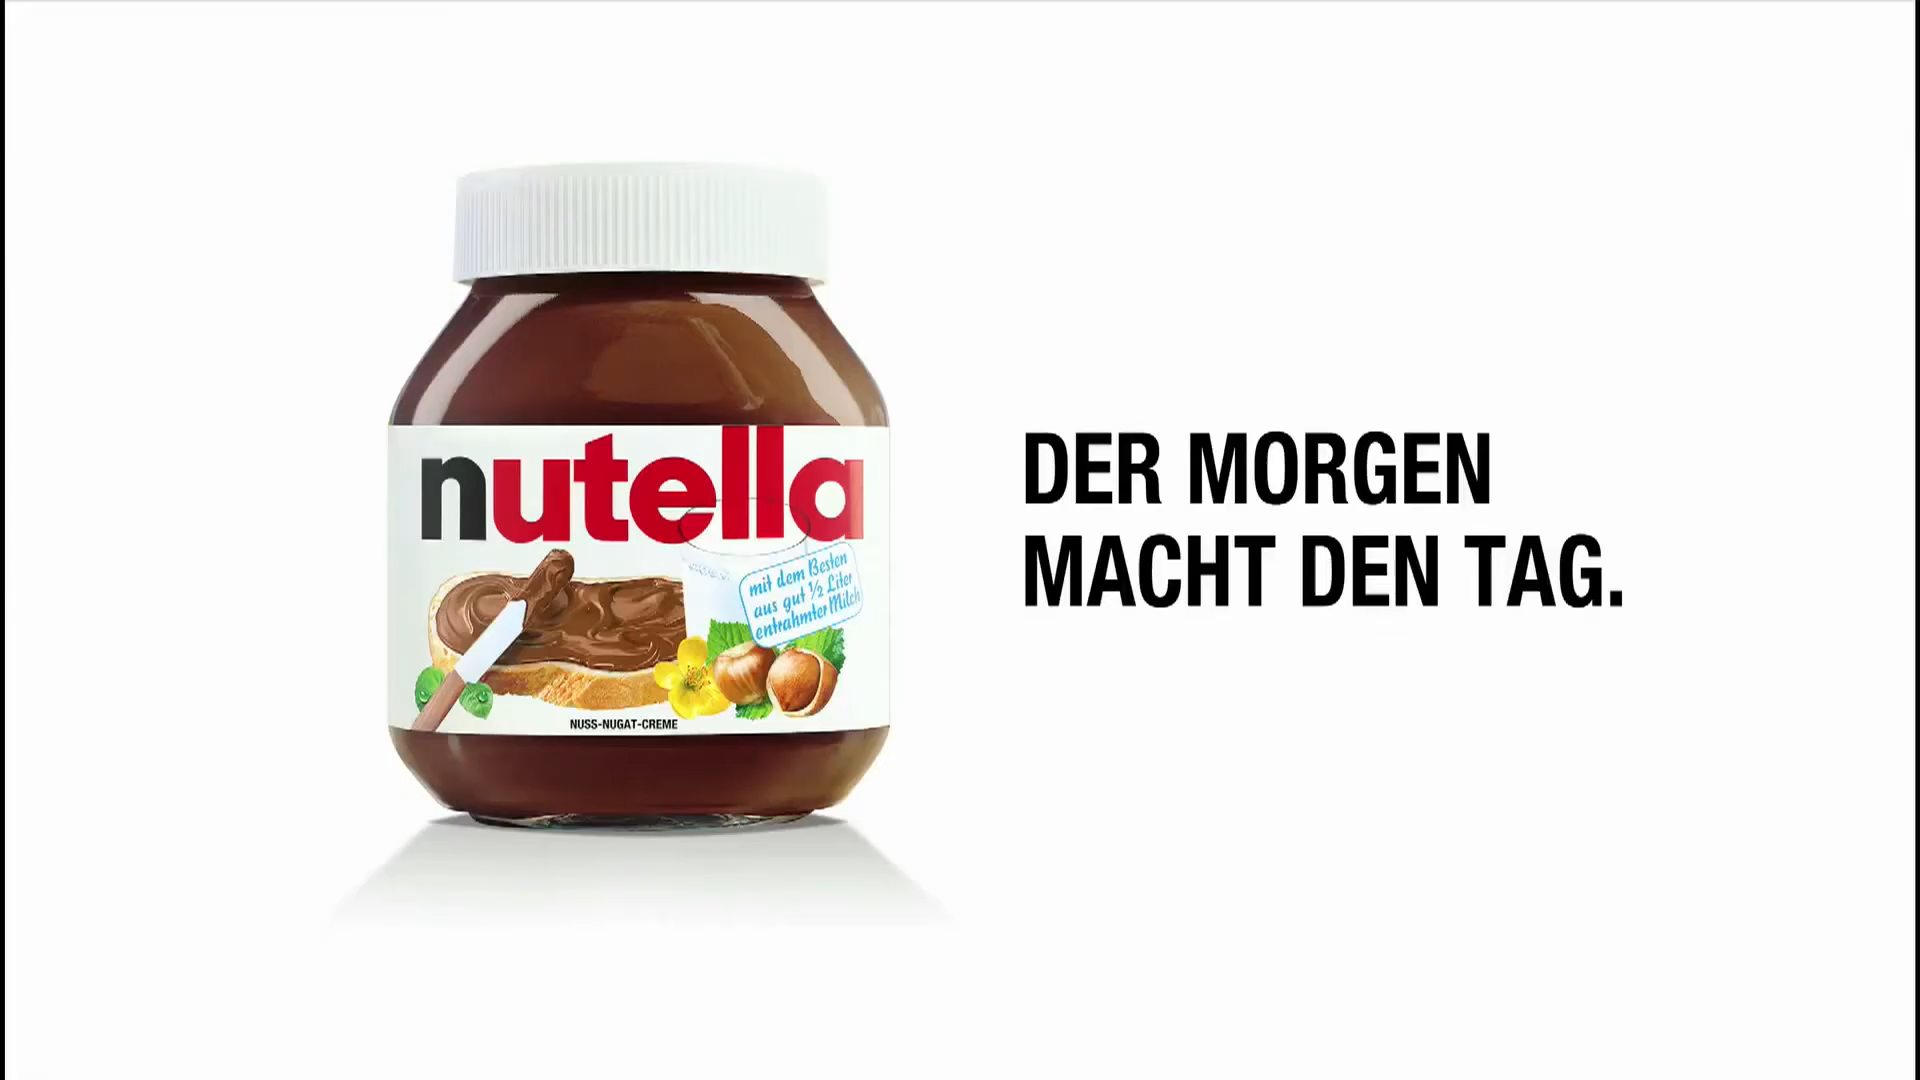 nutella
mit dem Besten
aus gut ½ Liter
entrahmter Milch
NUSS-NUGAT-CREME
DER MORGEN
MACHT DEN TAG.